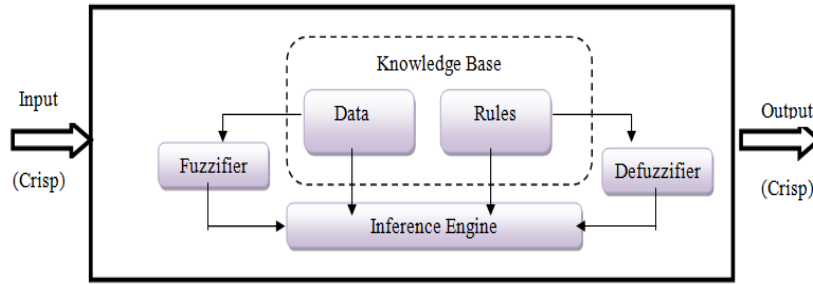 Knowledge Base
Input
Output
Data
Rules
Fuzzifier
Defuzzifier
(Crisp)
(Crisp)
Inference Engine